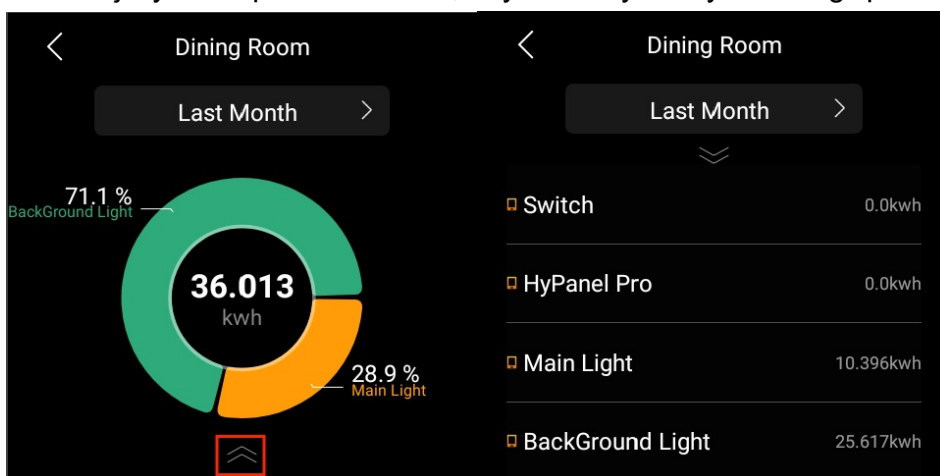 Dining Room
Last Month
71.1 %
BackGround Light
36.013
kwh
28.9 %
Main Light
Dining Room
Last Month
Switch 0.0kwh
HyPanel Pro 0.0kwh
Main Light 10.396kwh
BackGround Light 25.617kwh